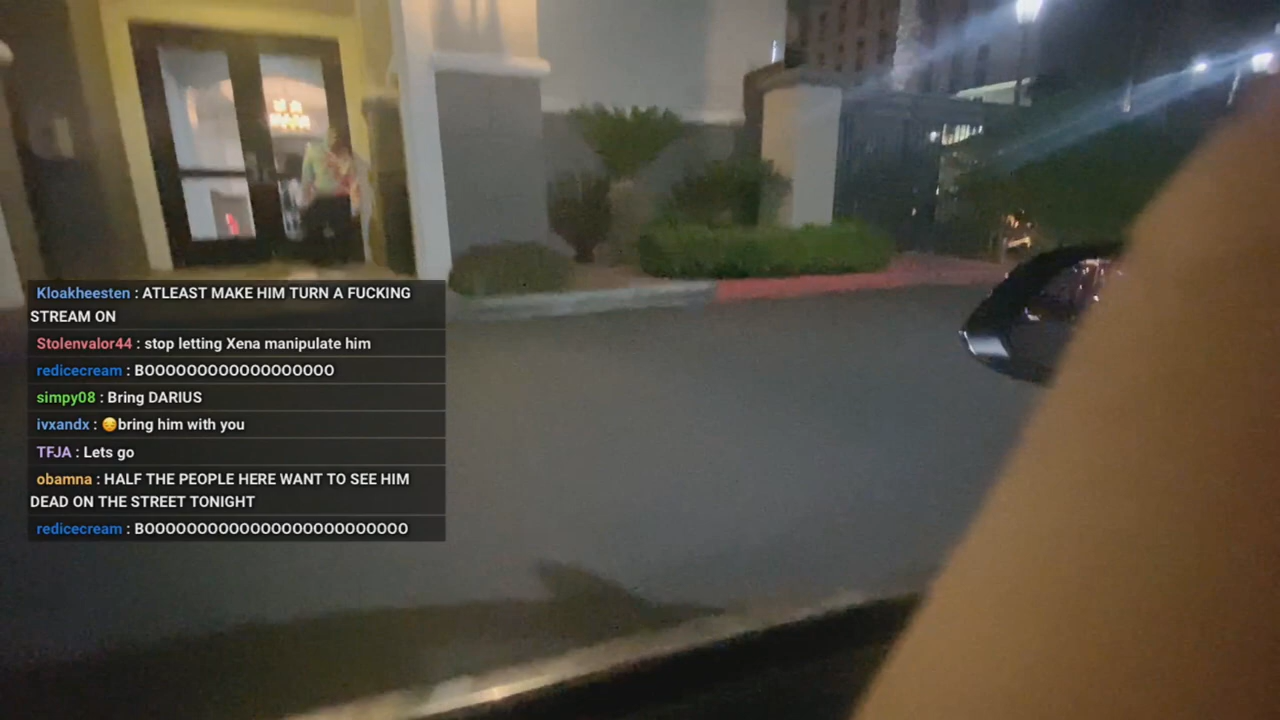 Kloakheesten : ATLEAST MAKE HIM TURN A FUCKING
STREAM ON
Stolenvalor44 : stop letting Xena manipulate him
redicecream : BOOOOOOOOOOOOOOOOOO
simpy08 : Bring DARIUS
ivxandx : 😔bring him with you
TFJA : Lets go
obamna : HALF THE PEOPLE HERE WANT TO SEE HIM
DEAD ON THE STREET TONIGHT
redicecream : BOOOOOOOOOOOOOOOOOOOOOOOOO